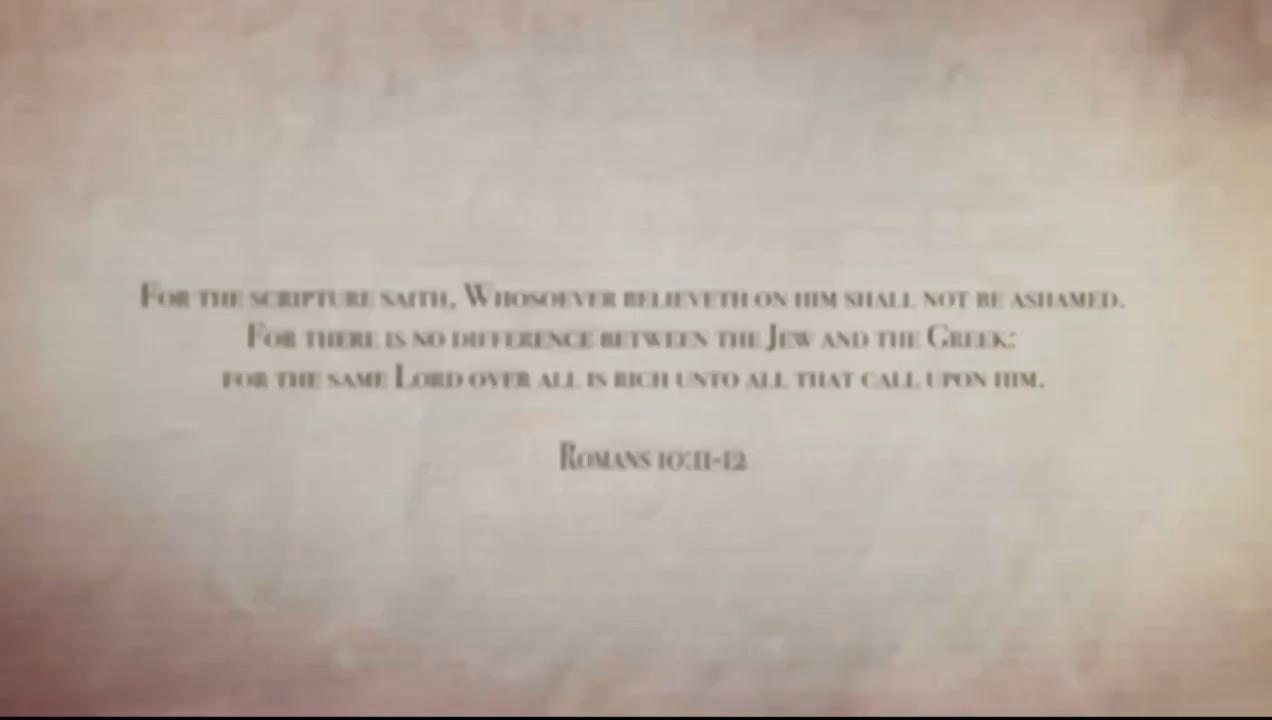 For the scripture saith, Whosoever believeth on him shall not be ashamed.
For there is no difference between the Jew and the Greek:
for the same Lord over all is rich unto all that call upon him.
Romans 10:11-12